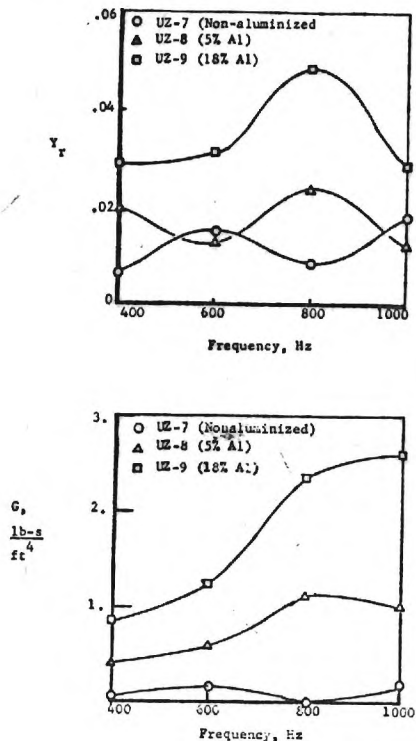 UZ-7 (Non-aluminized)
UZ-8 (5% Al)
UZ-9 (18% Al)
.06
.04
.02
0
Yr
400 600 800 1000
Frequency, Hz
UZ-7 (Nonaluminized)
UZ-8 (5% Al)
UZ-9 (18% Al)
3.
2.
1.
G,
lb-s
ft4
400 600 800 1000
Frequency, Hz